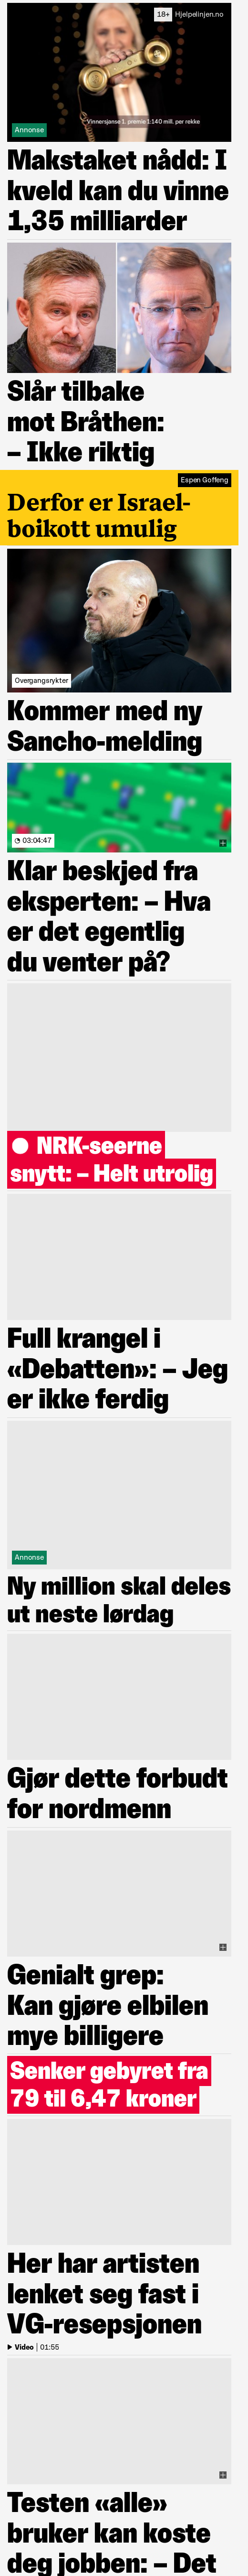 18+ Hjelpelinjen.no
Vinnersjanse 1. premie 1:140 mill. per rekke
Annonse
Makstaket nådd: I
kveld kan du vinne
1,35 milliarder
Slår tilbake
mot Bråthen:
– Ikke riktig
Espen Goffeng
Derfor er Israel-
boikott umulig
Overgangsrykter
Kommer med ny
Sancho-melding
03:04:47
Klar beskjed fra
eksperten: – Hva
er det egentlig
du venter på?
NRK-seerne
snytt: – Helt utrolig
Full krangel i
«Debatten»: – Jeg
er ikke ferdig
Annonse
Ny million skal deles
ut neste lørdag
Gjør dette forbudt
for nordmenn
Genialt grep:
Kan gjøre elbilen
mye billigere
Senker gebyret fra
79 til 6,47 kroner
Her har artisten
lenket seg fast i
VG-resepsjonen
Video | 01:55
Testen «alle»
bruker kan koste
deg jobben: – Det